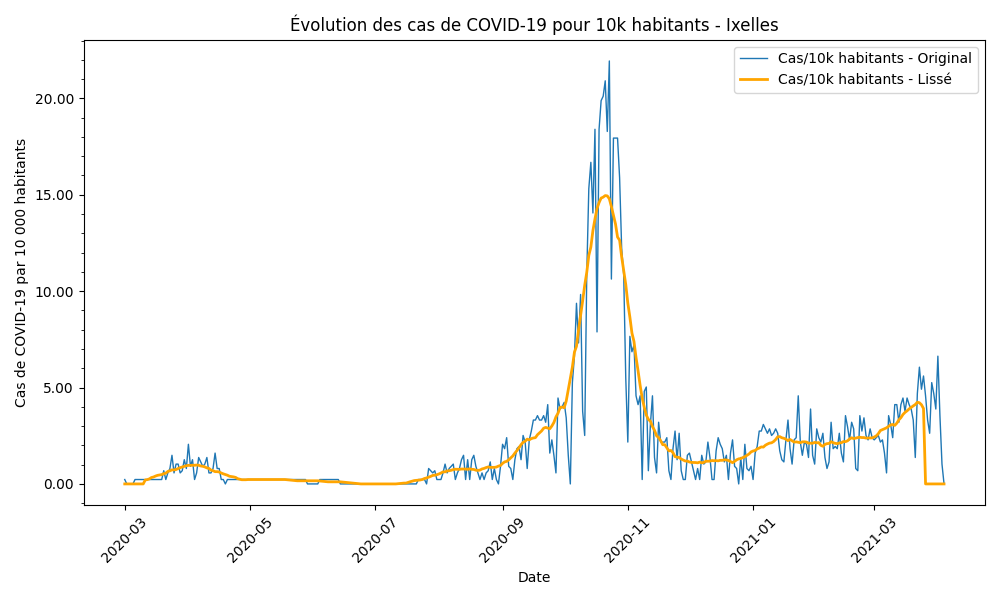 Évolution des cas de COVID-19 pour 10k habitants - Ixelles
Cas/10k habitants - Original
Cas/10k habitants - Lissé
Cas de COVID-19 par 10 000 habitants
20.00
15.00
10.00
5.00
0.00
2020-03
2020-05
2020-07
2020-09
2020-11
2021-01
2021-03
Date